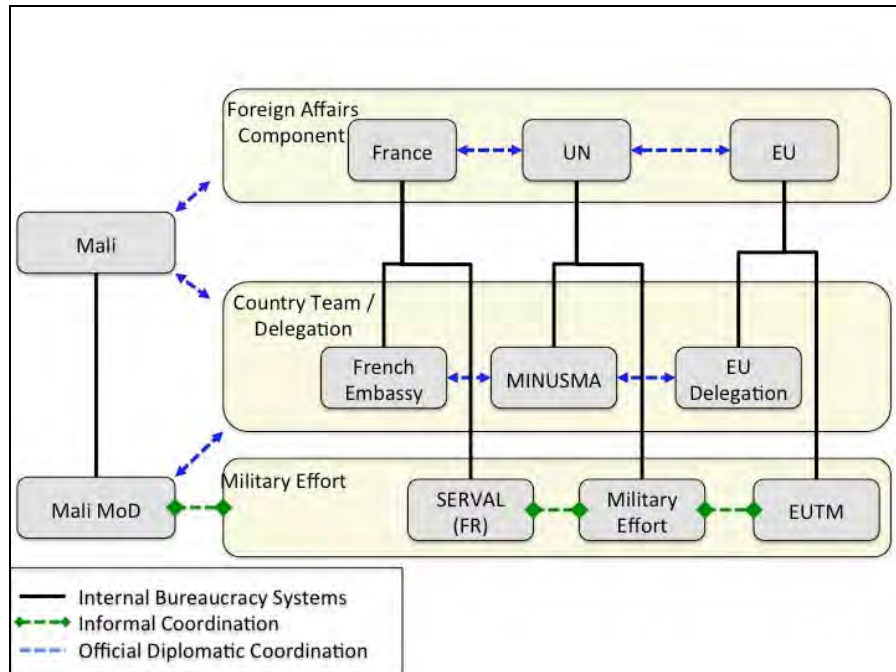 Foreign Affairs
Component
France
UN
EU
Mali
Country Team /
Delegation
French
Embassy
MINUSMA
EU
Delegation
Military Effort
Mali MoD
SERVAL
(FR)
Military
Effort
EUTM
Internal Bureaucracy Systems
Informal Coordination
Official Diplomatic Coordination